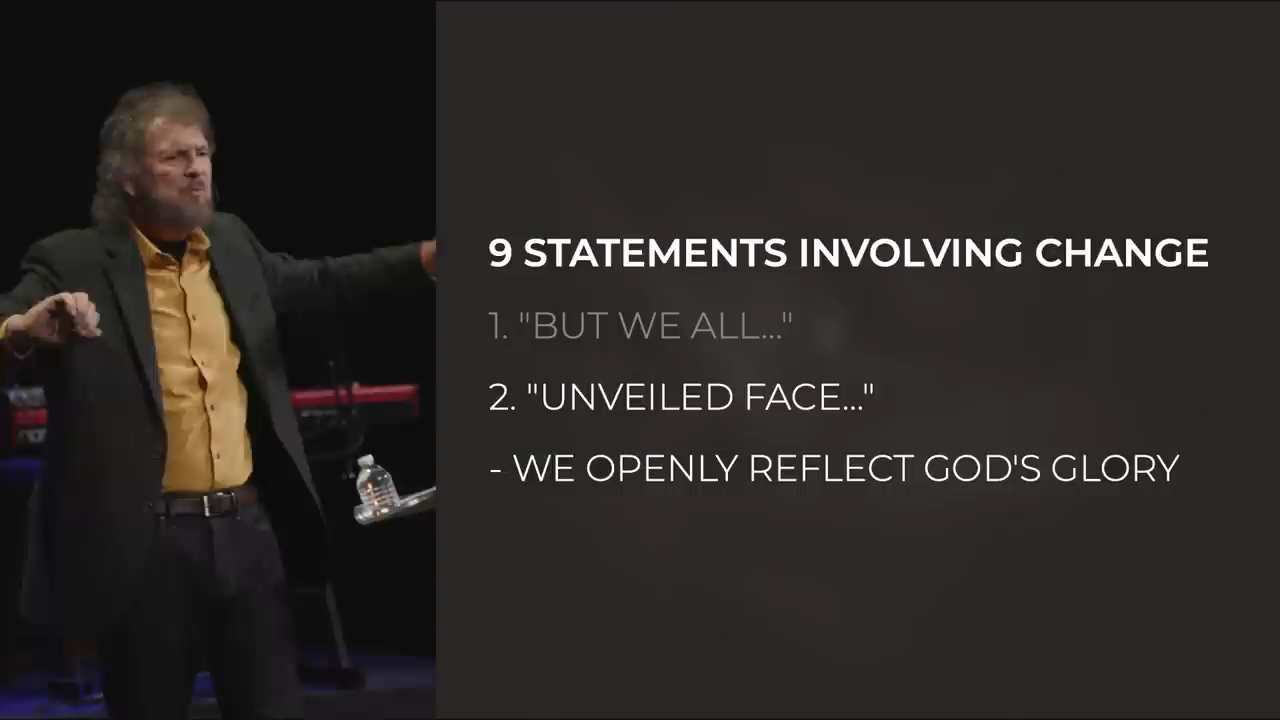 9 STATEMENTS INVOLVING CHANGE
1. "BUT WE ALL..."
2. "UNVEILED FACE..."
- WE OPENLY REFLECT GOD'S GLORY